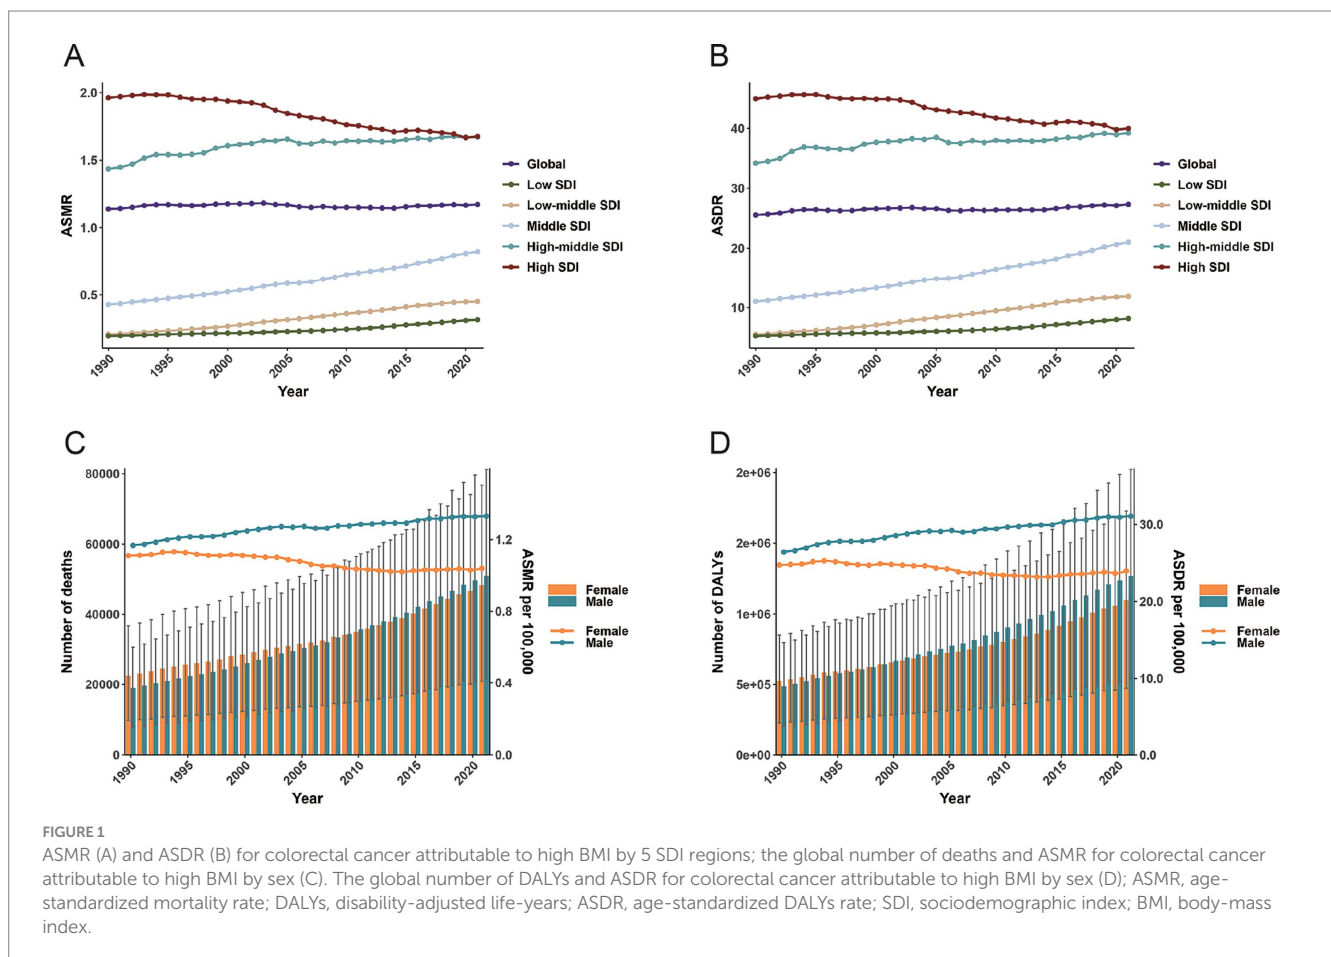 A
2.0
1.5
1.0
0.5
ASMR
1990
1995
2000
2005
2010
2015
2020
Year
Global
Low SDI
Low-middle SDI
Middle SDI
High-middle SDI
High SDI
B
40
30
20
10
ASDR
1990
1995
2000
2005
2010
2015
2020
Year
Global
Low SDI
Low-middle SDI
Middle SDI
High-middle SDI
High SDI
C
80000
60000
40000
20000
0
Number of deaths
1.2
0.8
0.4
0.0
ASMR per 100,000
1990
1995
2000
2005
2010
2015
2020
Year
Female
Male
Female
Male
D
2e+06
2e+06
1e+06
5e+05
0e+00
Number of DALYs
30.0
20.0
10.0
0.0
ASDR per 100,000
1990
1995
2000
2005
2010
2015
2020
Year
Female
Male
Female
Male
FIGURE 1
ASMR (A) and ASDR (B) for colorectal cancer attributable to high BMI by 5 SDI regions; the global number of deaths and ASMR for colorectal cancer
attributable to high BMI by sex (C). The global number of DALYs and ASDR for colorectal cancer attributable to high BMI by sex (D); ASMR, age-
standardized mortality rate; DALYs, disability-adjusted life-years; ASDR, age-standardized DALYs rate; SDI, sociodemographic index; BMI, body-mass
index.